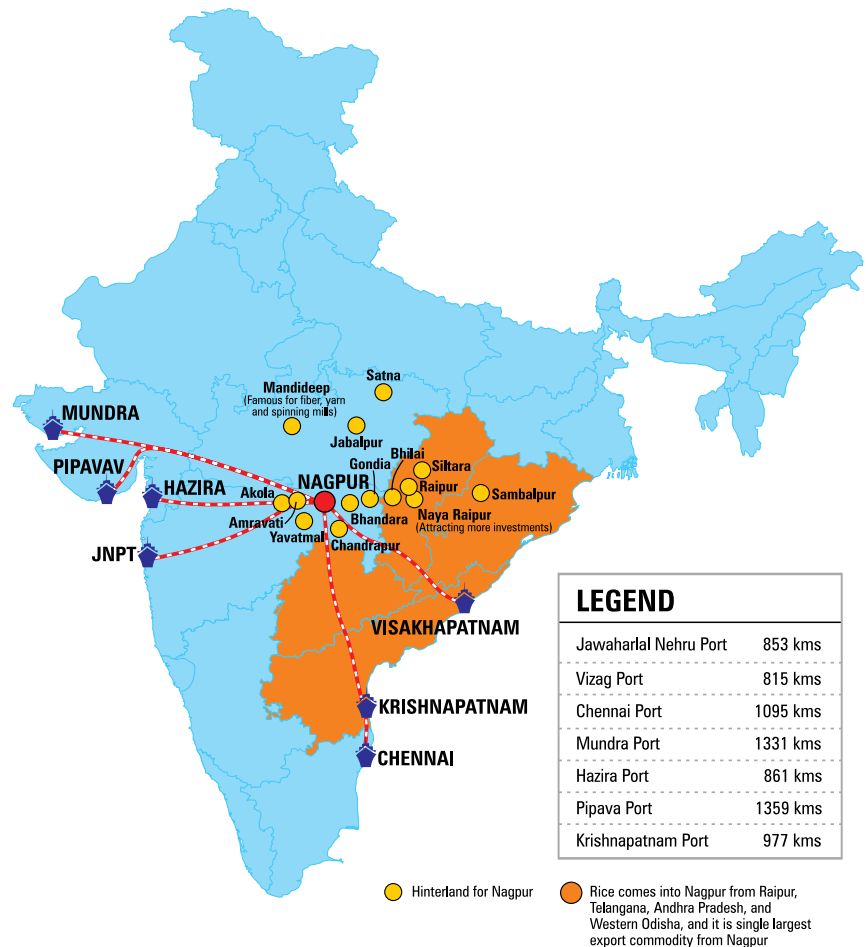 Satna
Mandideep
(Famous for fiber, yarn
and spinning mills)
MUNDRA
Jabalpur
Bhilai
Gondia
Siltara
PIPAVAV
HAZIRA
NAGPUR
Raipur
Akola
Sambalpur
Amravati
Bhandara
Naya Raipur
(Attracting more investments)
Yavatmal
Chandrapur
JNPT
VISAKHAPATNAM
KRISHNAPATNAM
CHENNAI
LEGEND
Jawaharlal Nehru Port 853 kms
Vizag Port 815 kms
Chennai Port 1095 kms
Mundra Port 1331 kms
Hazira Port 861 kms
Pipava Port 1359 kms
Krishnapatnam Port 977 kms
Hinterland for Nagpur
Rice comes into Nagpur from Raipur,
Telangana, Andhra Pradesh, and
Western Odisha, and it is single largest
export commodity from Nagpur